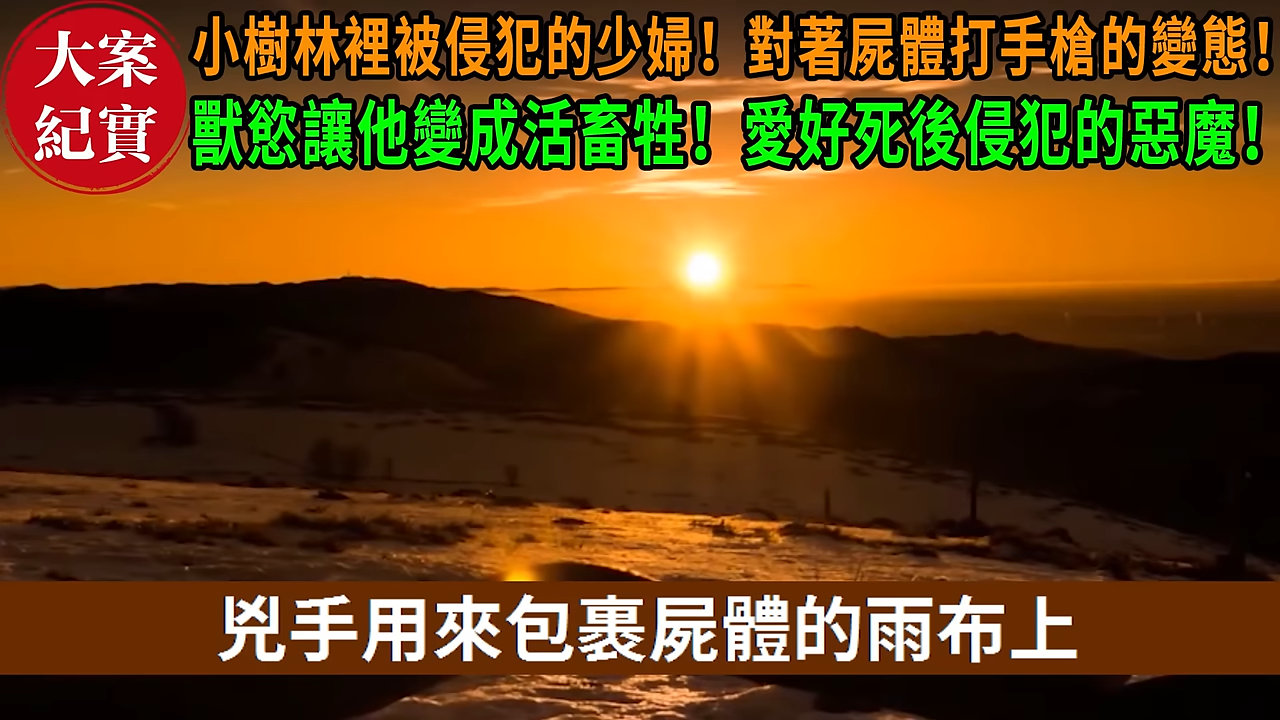 大案
紀實
小樹林裡被侵犯的少婦！對著屍體打手槍的變態！
獸慾讓他變成活畜牲！愛好死後侵犯的惡魔！
兇手用來包裹屍體的雨布上